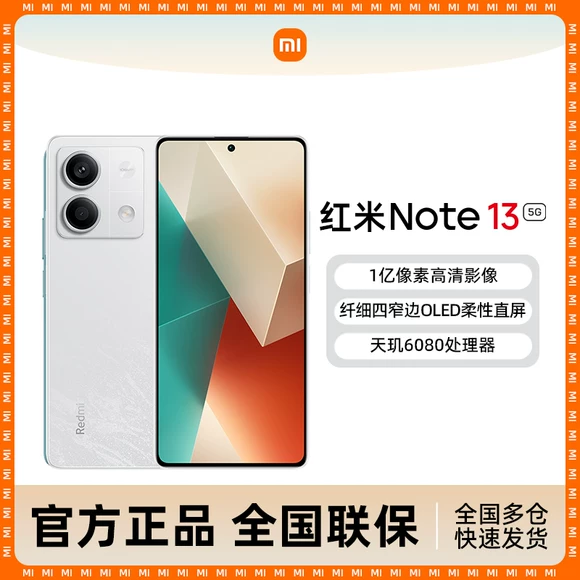 MI
红米Note 13 5G
1亿像素高清影像
纤细四窄边OLED柔性直屏
天玑6080处理器
Redmi
官方正品 全国联保
全国多仓
快速发货